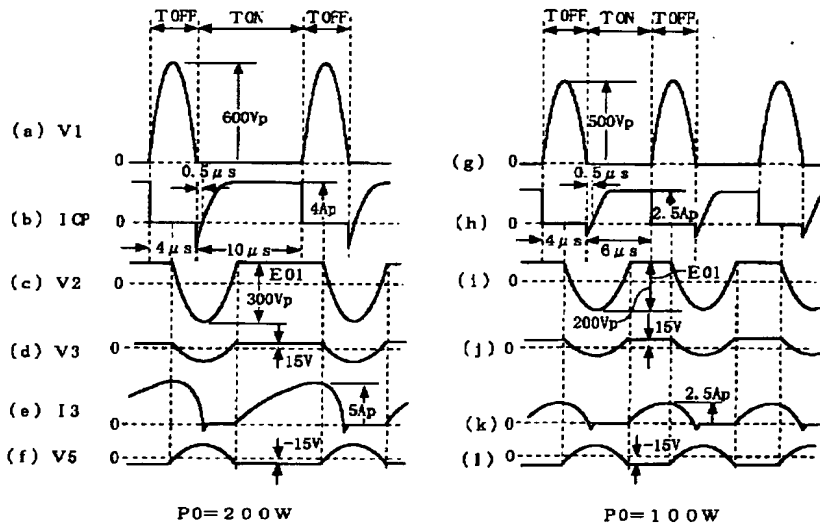 TOFF TON TOFF
(a) V1 0
600Vp
0.5μs
(b) ICP 0
4Ap
4μs 10μs
(c) V2 0
E01
300Vp
(d) V3 0
15V
(e) I3 0
5Ap
(f) V5 0
-15V
PO=200W
TOFF TON TOFF
(g) 0
500Vp
0.5μs
(h) 0
2.5Ap
4μs 6μs
(i) 0
E01
200Vp
15V
(j) 0
2.5Ap
(k) 0
-15V
(l) 0
PO=100W